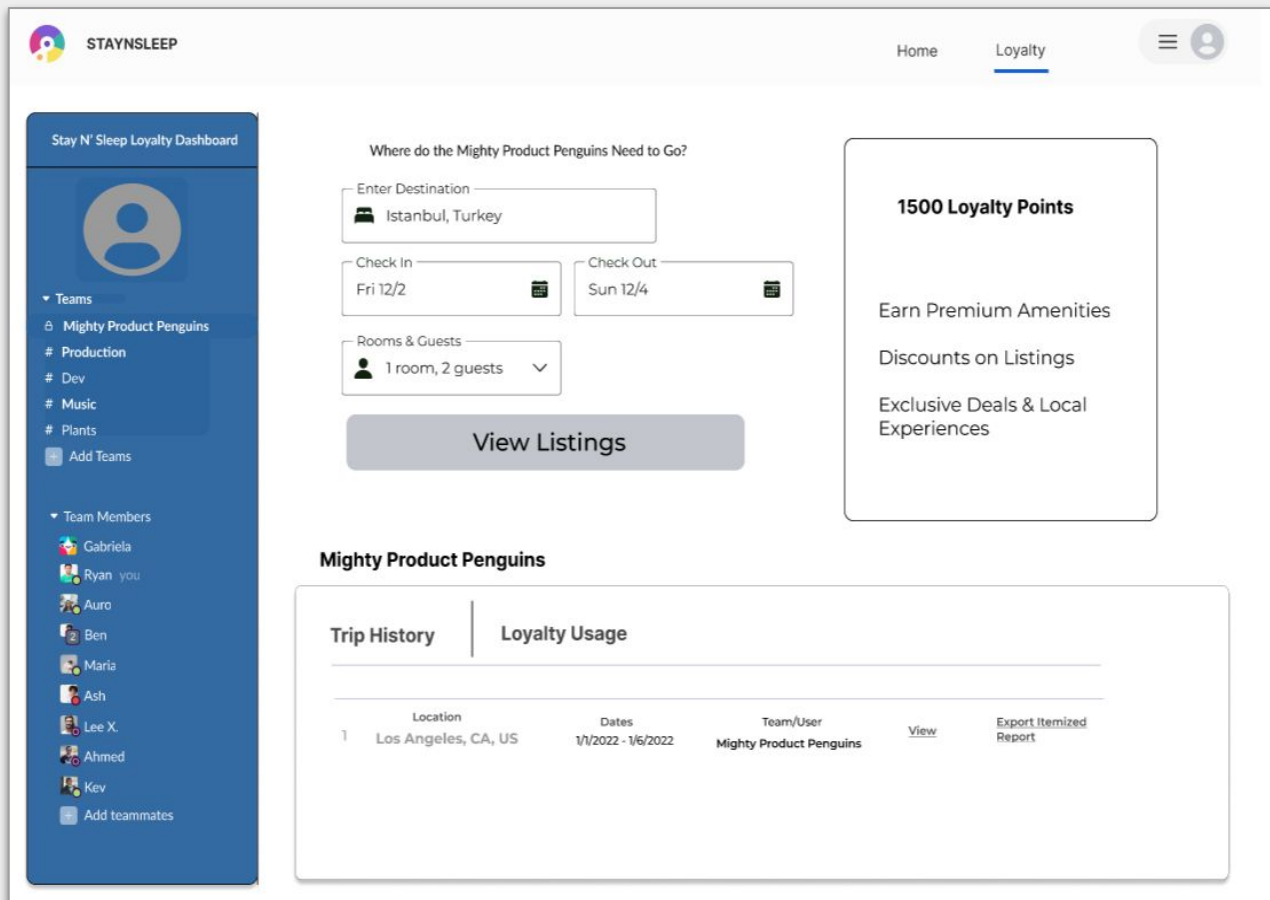 STAYNSLEEP
Home
Loyalty
Stay N' Sleep Loyalty Dashboard
Teams
Mighty Product Penguins
# Production
# Dev
# Music
# Plants
+ Add Teams
Team Members
Gabriela
Ryan you
Auro
2 Ben
Maria
Ash
Lee X.
Ahmed
Kev
+ Add teammates
Where do the Mighty Product Penguins Need to Go?
Enter Destination
Istanbul, Turkey
Check In
Fri 12/2
Check Out
Sun 12/4
Rooms & Guests
1 room, 2 guests
View Listings
1500 Loyalty Points
Earn Premium Amenities
Discounts on Listings
Exclusive Deals & Local
Experiences
Mighty Product Penguins
Trip History
Loyalty Usage
1
Location
Los Angeles, CA, US
Dates
1/1/2022 - 1/6/2022
Team/User
Mighty Product Penguins
View
Export Itemized
Report